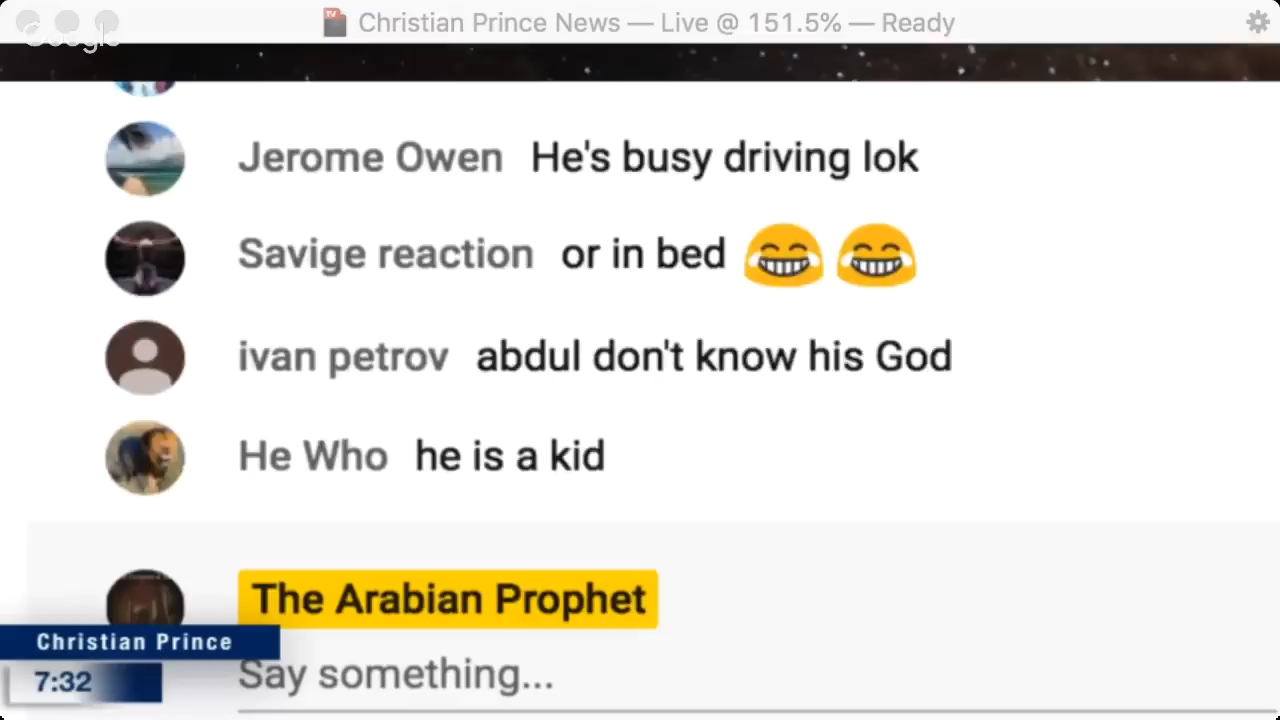 Christian Prince News — Live @ 151.5% — Ready
Google
Jerome Owen He's busy driving lok
Savige reaction or in bed 😂😂
ivan petrov abdul don't know his God
He Who he is a kid
The Arabian Prophet
Christian Prince
Say something...
7:32